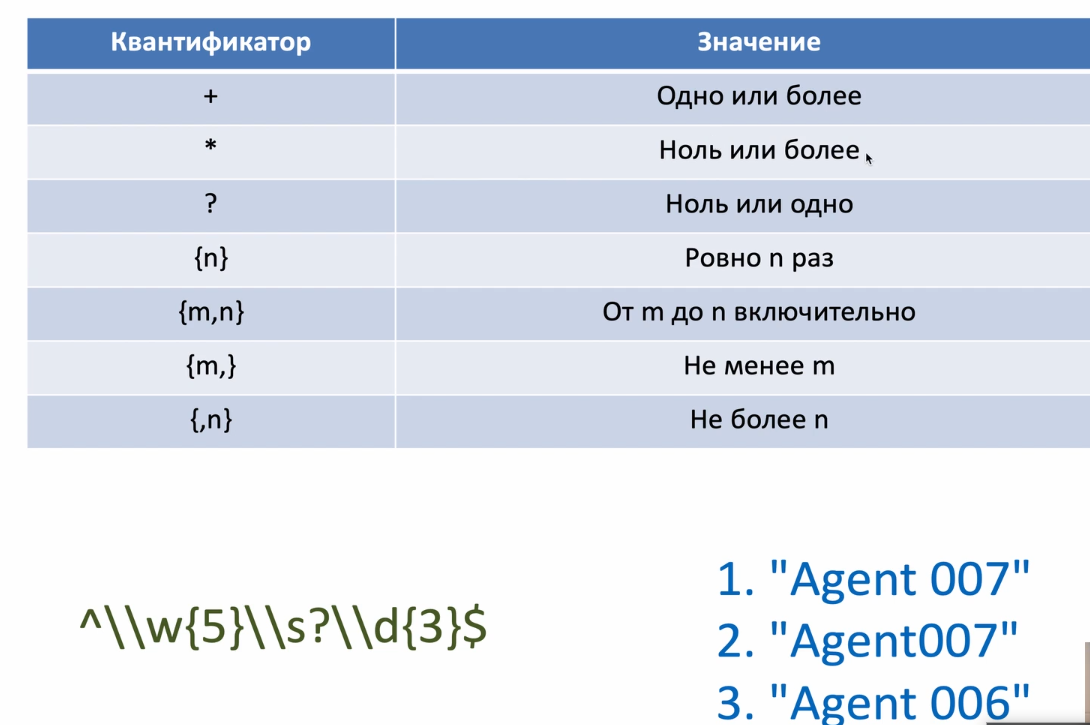 Квантификатор Значение
+ Одно или более
* Ноль или более
? Ноль или одно
{n} Ровно n раз
{m,n} От m до n включительно
{m,} Не менее m
{,n} Не более n
^\\w{5}\\s?\\d{3}$
1. "Agent 007"
2. "Agent007"
3. "Agent 006"